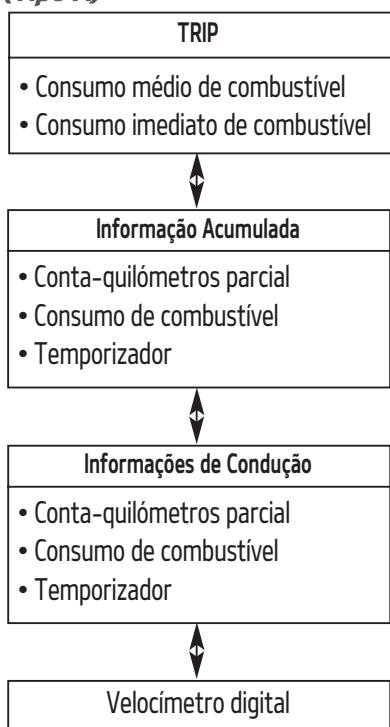 TRIP
• Consumo médio de combustível
• Consumo imediato de combustível
Informação Acumulada
• Conta-quilómetros parcial
• Consumo de combustível
• Temporizador
Informações de Condução
• Conta-quilómetros parcial
• Consumo de combustível
• Temporizador
Velocímetro digital